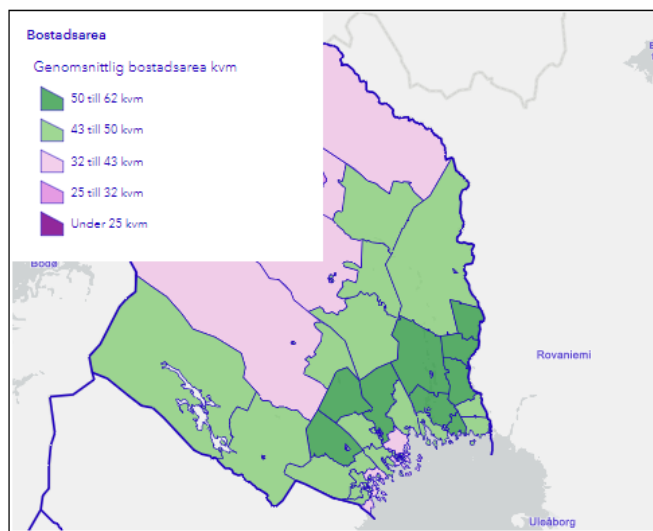 Bostadsarea
Genomsnittlig bostadsarea kvm
50 till 62 kvm
43 till 50 kvm
32 till 43 kvm
25 till 32 kvm
Under 25 kvm
Bodø
Rovaniemi
Uleåborg